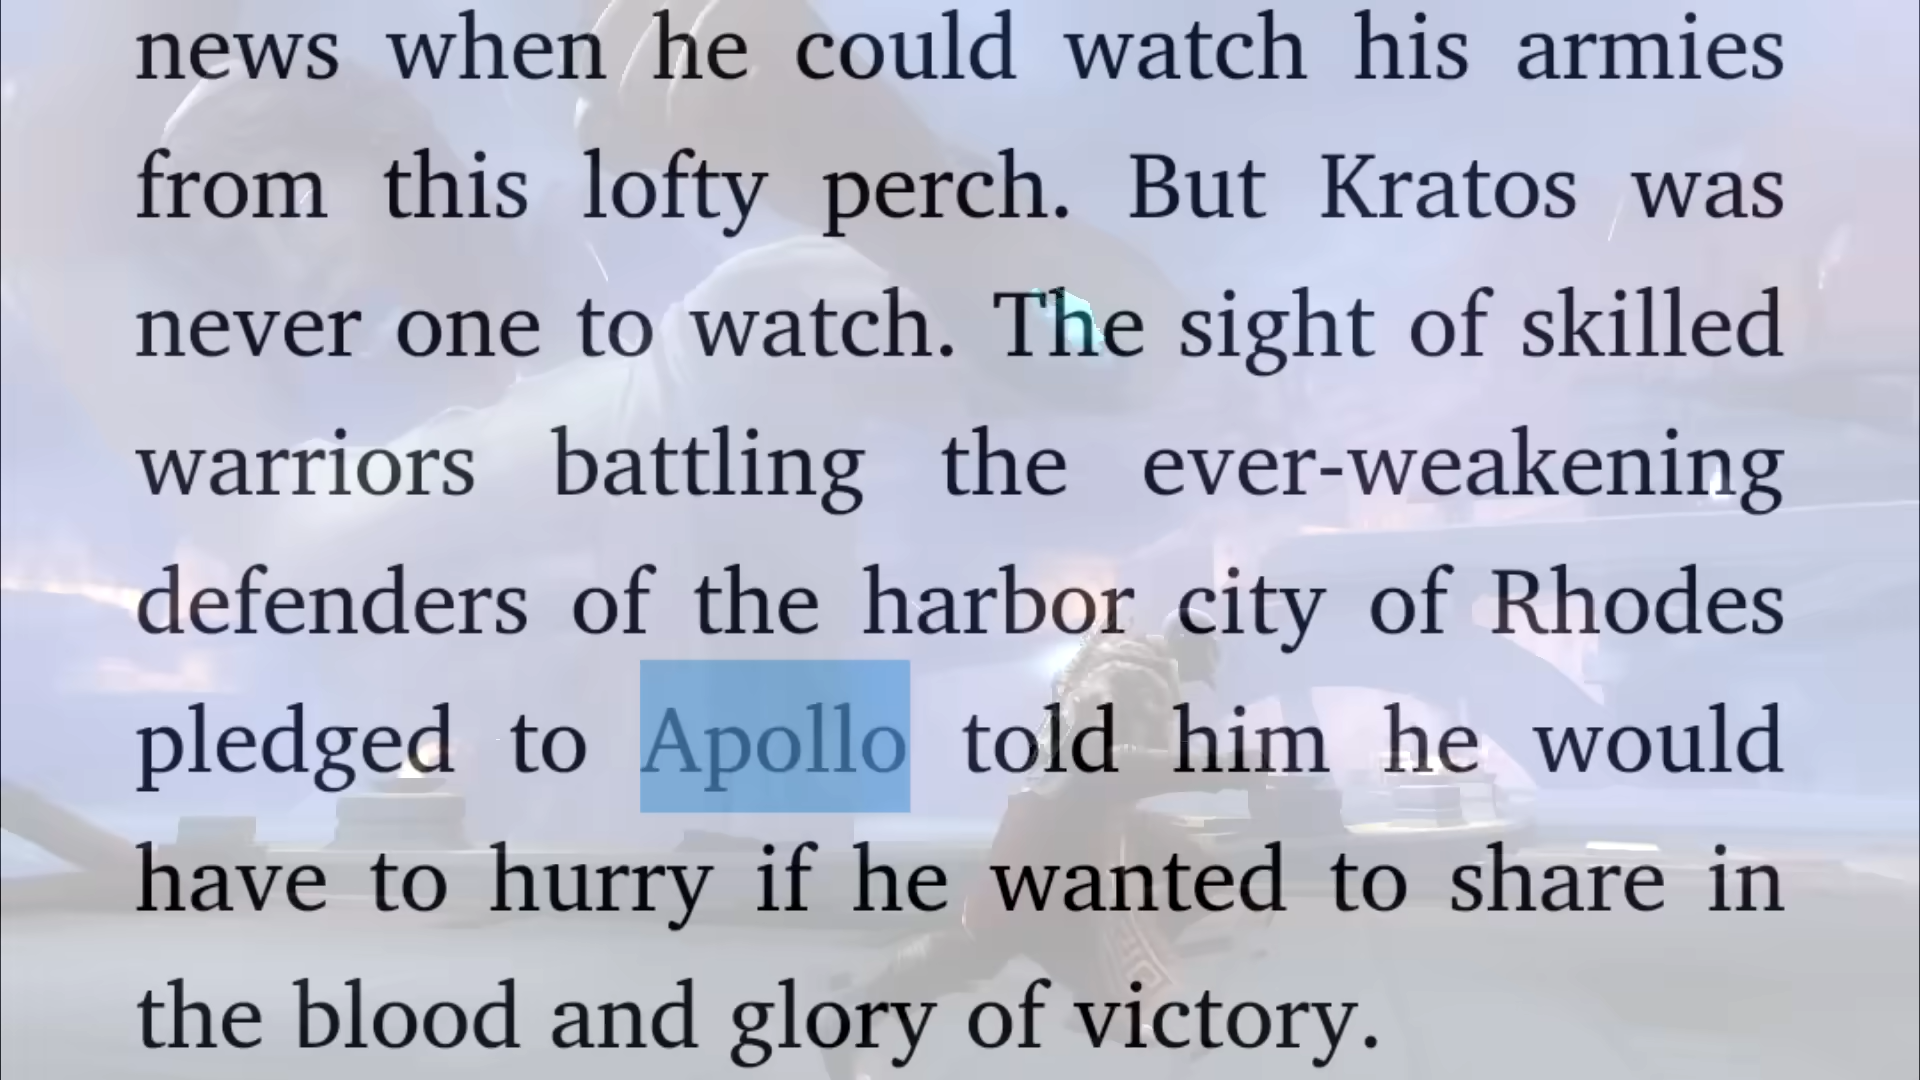 news when he could watch his armies
from this lofty perch. But Kratos was
never one to watch. The sight of skilled
warriors battling the ever-weakening
defenders of the harbor city of Rhodes
pledged to Apollo told him he would
have to hurry if he wanted to share in
the blood and glory of victory.